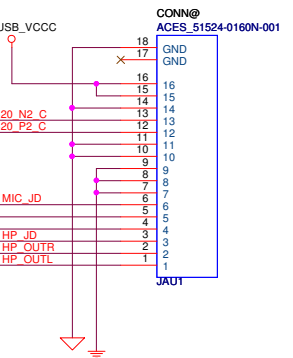 CONN@
JSB_VCCC
ACES_51524-0160N-001
18 GND
17 GND
16 16
15 15
14 14
20_N2_C 13 13
20_P2_C 12 12
11 11
10 10
9 9
8 8
7 7
MIC_JD 6 6
5 5
4 4
HP_JD 3 3
HP_OUTR 2 2
HP_OUTL 1 1
JAU1